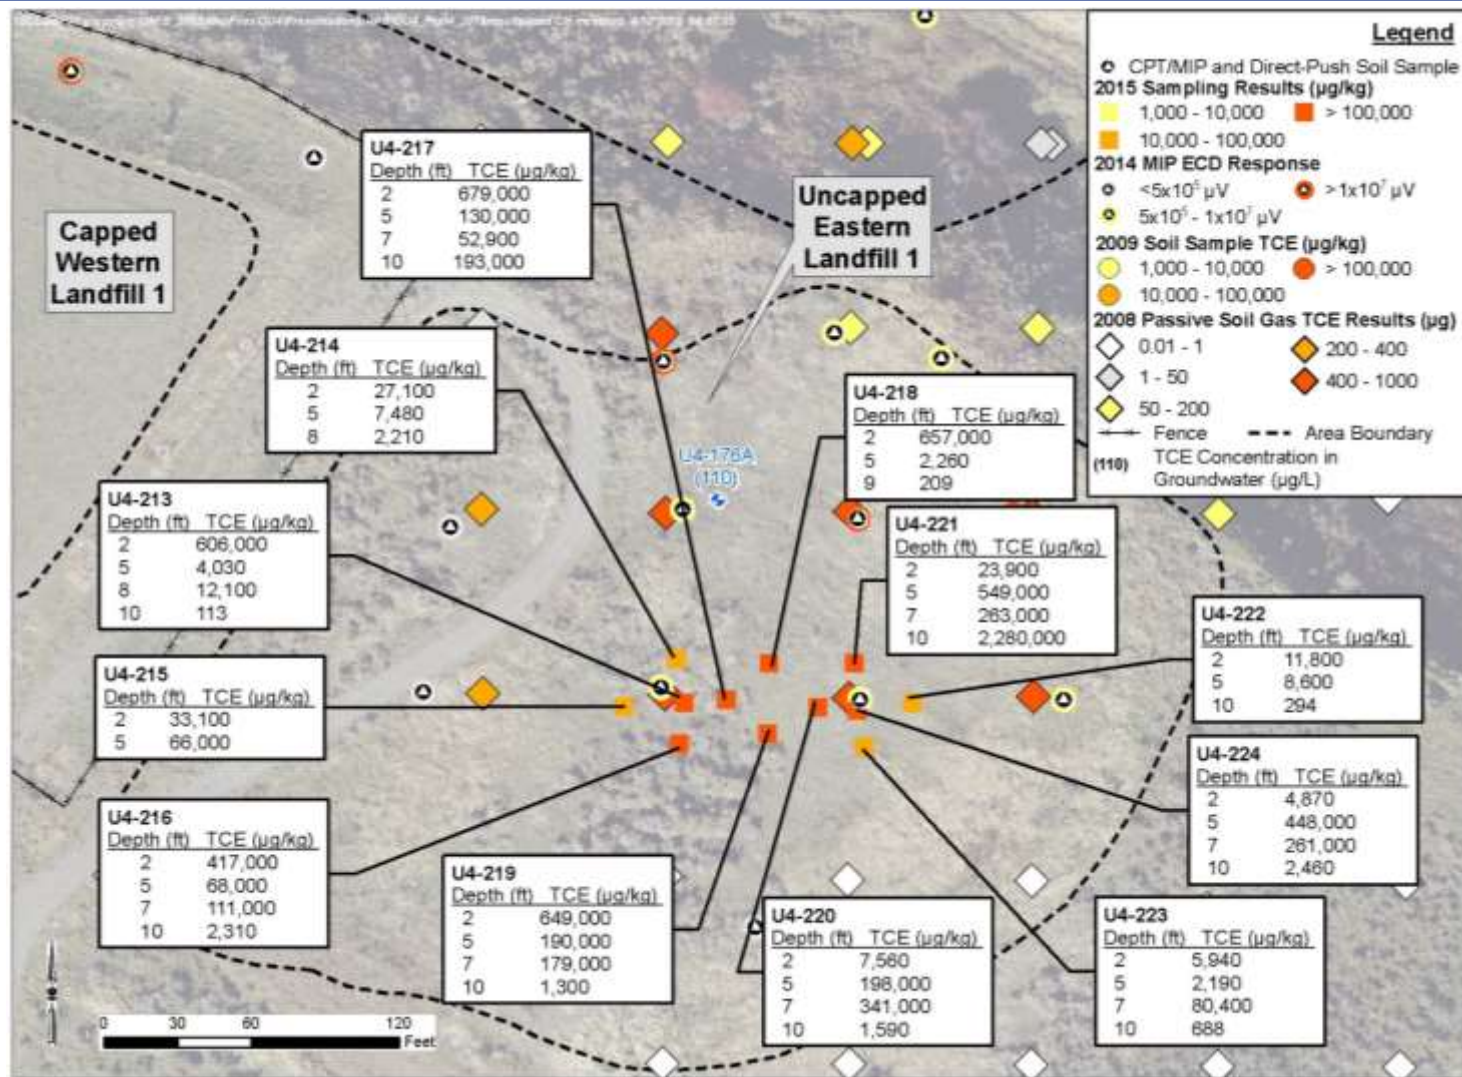 Legend
CPT/MIP and Direct-Push Soil Sample
2015 Sampling Results (µg/kg)
1,000 - 10,000 > 100,000
10,000 - 100,000
2014 MIP ECD Response
<5x10⁵ µV >1x10⁷ µV
5x10⁵ - 1x10⁷ µV
2009 Soil Sample TCE (µg/kg)
1,000 - 10,000 > 100,000
10,000 - 100,000
2008 Passive Soil Gas TCE Results (µg)
0.01 - 1 200 - 400
1 - 50 400 - 1000
50 - 200
Fence Area Boundary
(110) TCE Concentration in
Groundwater (µg/L)
Capped
Western
Landfill 1
Uncapped
Eastern
Landfill 1
U4-217
Depth (ft) TCE (µg/kg)
2 679,000
5 130,000
7 52,900
10 193,000
U4-214
Depth (ft) TCE (µg/kg)
2 27,100
5 7,480
8 2,210
U4-218
Depth (ft) TCE (µg/kg)
2 657,000
5 2,260
9 209
U4-176A
(110)
U4-213
Depth (ft) TCE (µg/kg)
2 606,000
5 4,030
8 12,100
10 113
U4-221
Depth (ft) TCE (µg/kg)
2 23,900
5 549,000
7 263,000
10 2,280,000
U4-222
Depth (ft) TCE (µg/kg)
2 11,800
5 8,600
10 294
U4-215
Depth (ft) TCE (µg/kg)
2 33,100
5 66,000
U4-224
Depth (ft) TCE (µg/kg)
2 4,870
5 448,000
7 261,000
10 2,460
U4-216
Depth (ft) TCE (µg/kg)
2 417,000
5 68,000
7 111,000
10 2,310
U4-219
Depth (ft) TCE (µg/kg)
2 649,000
5 190,000
7 179,000
10 1,300
U4-220
Depth (ft) TCE (µg/kg)
2 7,560
5 198,000
7 341,000
10 1,590
U4-223
Depth (ft) TCE (µg/kg)
2 5,940
5 2,190
7 80,400
10 688
0 30 60 120
Feet